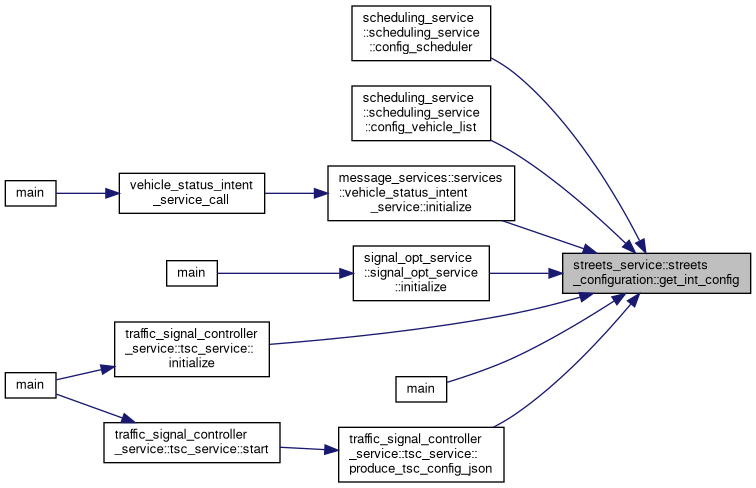 scheduling_service
::scheduling_service
::config_scheduler
scheduling_service
::scheduling_service
::config_vehicle_list
message_services::services
::vehicle_status_intent
_service::initialize
vehicle_status_intent
_service_call
main
signal_opt_service
::signal_opt_service
::initialize
main
streets_service::streets
_configuration::get_int_config
traffic_signal_controller
_service::tsc_service::
initialize
main
main
traffic_signal_controller
_service::tsc_service::start
traffic_signal_controller
_service::tsc_service::
produce_tsc_config_json